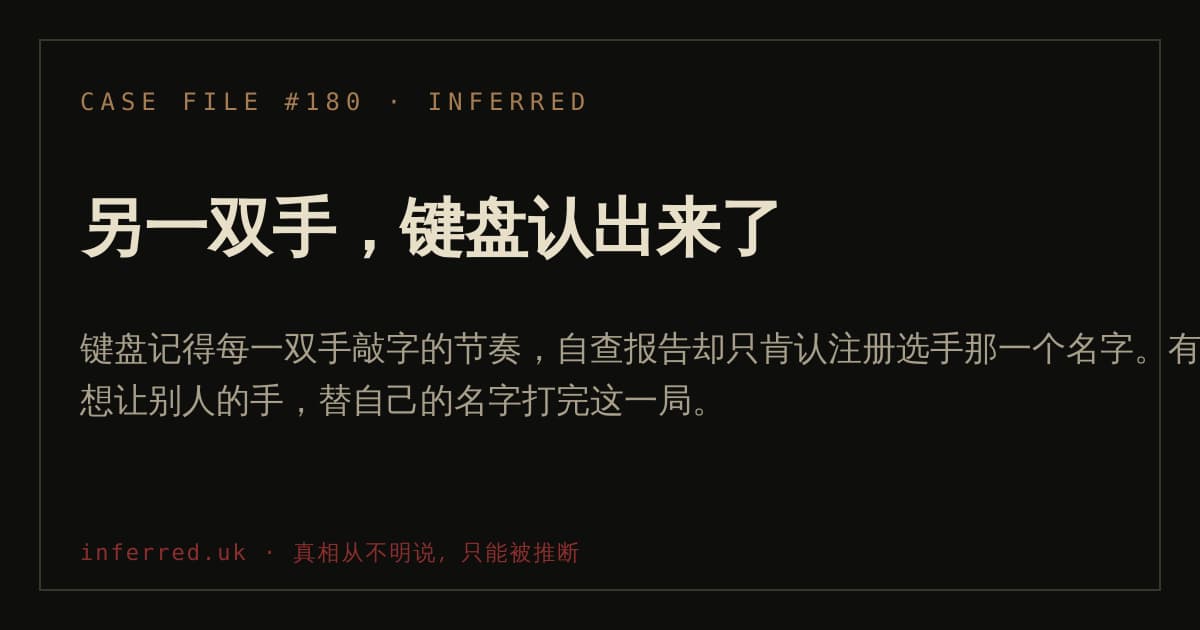 CASE FILE #180 · INFERRED
另一双手，键盘认出来了
键盘记得每一双手敲字的节奏，自查报告却只肯认注册选手那一个名字。有
想让别人的手，替自己的名字打完这一局。
inferred.uk · 真相从不明说，只能被推断